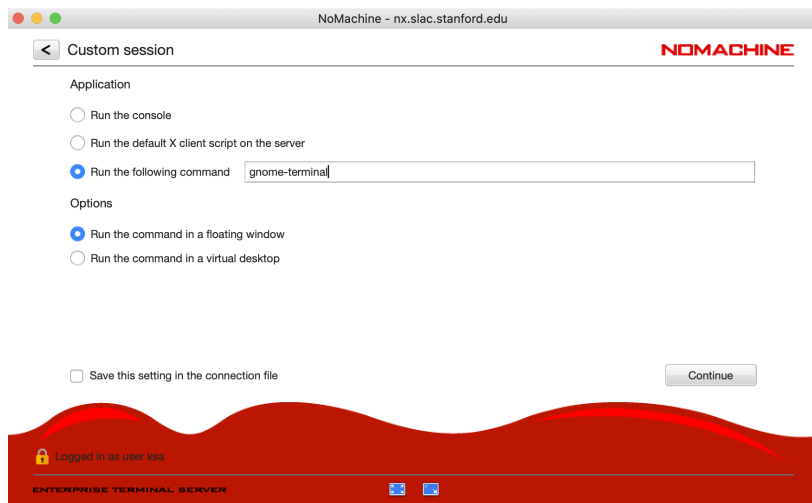 NoMachine - nx.slac.stanford.edu
< Custom session NOMACHINE
Application
Run the console
Run the default X client script on the server
Run the following command gnome-terminal
Options
Run the command in a floating window
Run the command in a virtual desktop
Save this setting in the connection file Continue
Logged in as user ksa
ENTERPRISE TERMINAL SERVER